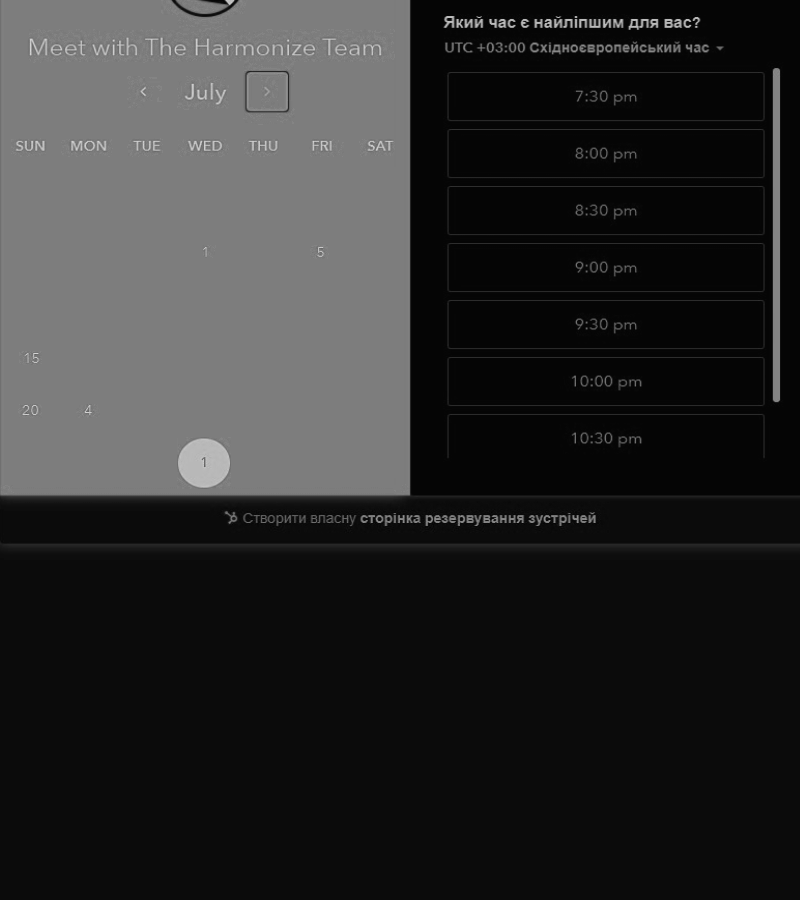 Meet with The Harmonize Team
July
SUN MON TUE WED THU FRI SAT
1 5
15
20 4
1
Який час є найліпшим для вас?
UTC +03:00 Східноєвропейський час
7:30 pm
8:00 pm
8:30 pm
9:00 pm
9:30 pm
10:00 pm
10:30 pm
Створити власну сторінка резервування зустрічей